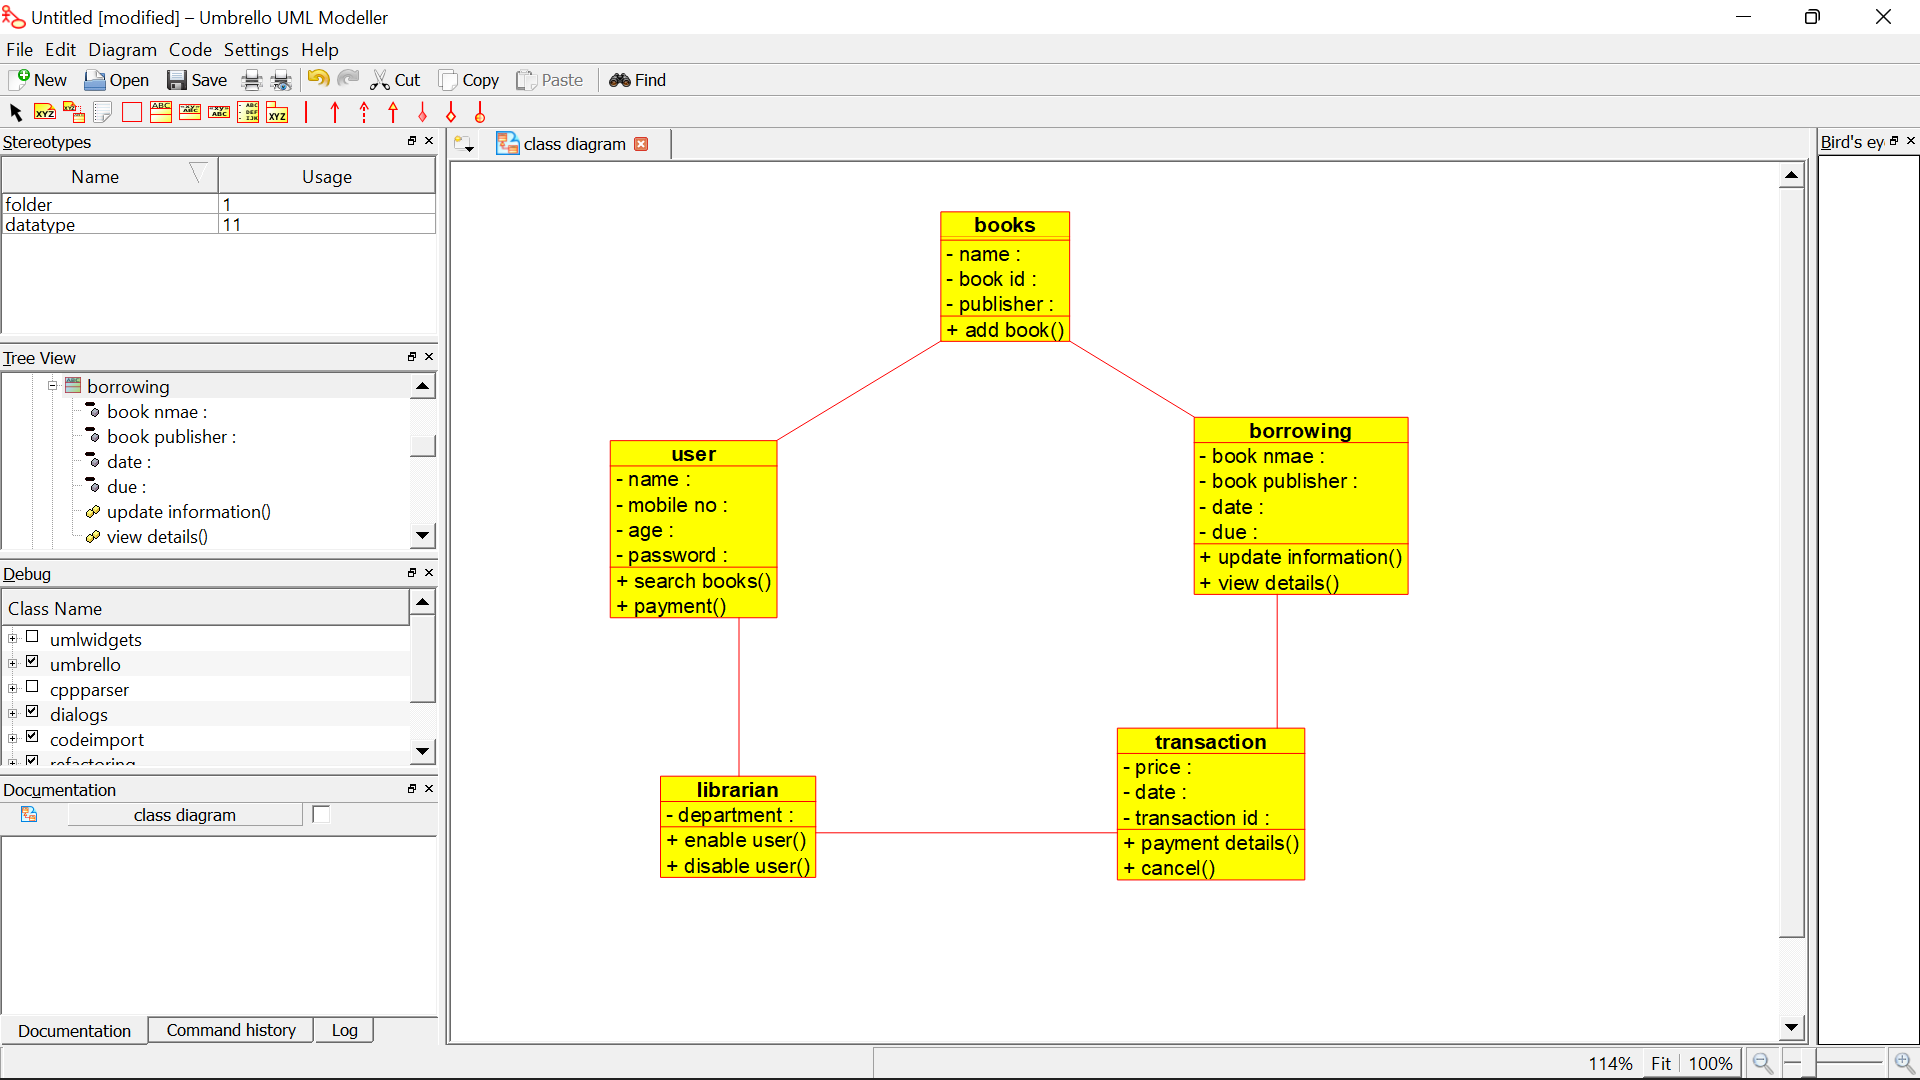 Untitled [modified] – Umbrello UML Modeller
File Edit Diagram Code Settings Help
New Open Save Cut Copy Paste Find
Stereotypes
Name Usage
folder 1
datatype 11
Tree View
borrowing
book nmae :
book publisher :
date :
due :
update information()
view details()
Debug
Class Name
umlwidgets
umbrello
cppparser
dialogs
codeimport
refactoring
Documentation
class diagram
Documentation Command history Log
class diagram
books
- name :
- book id :
- publisher :
+ add book()
user
- name :
- mobile no :
- age :
- password :
+ search books()
+ payment()
borrowing
- book nmae :
- book publisher :
- date :
- due :
+ update information()
+ view details()
librarian
- department :
+ enable user()
+ disable user()
transaction
- price :
- date :
- transaction id :
+ payment details()
+ cancel()
Bird's ey
114% Fit 100%